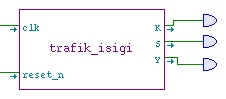 clk
K
trafik_isigi
S
Y
reset_n